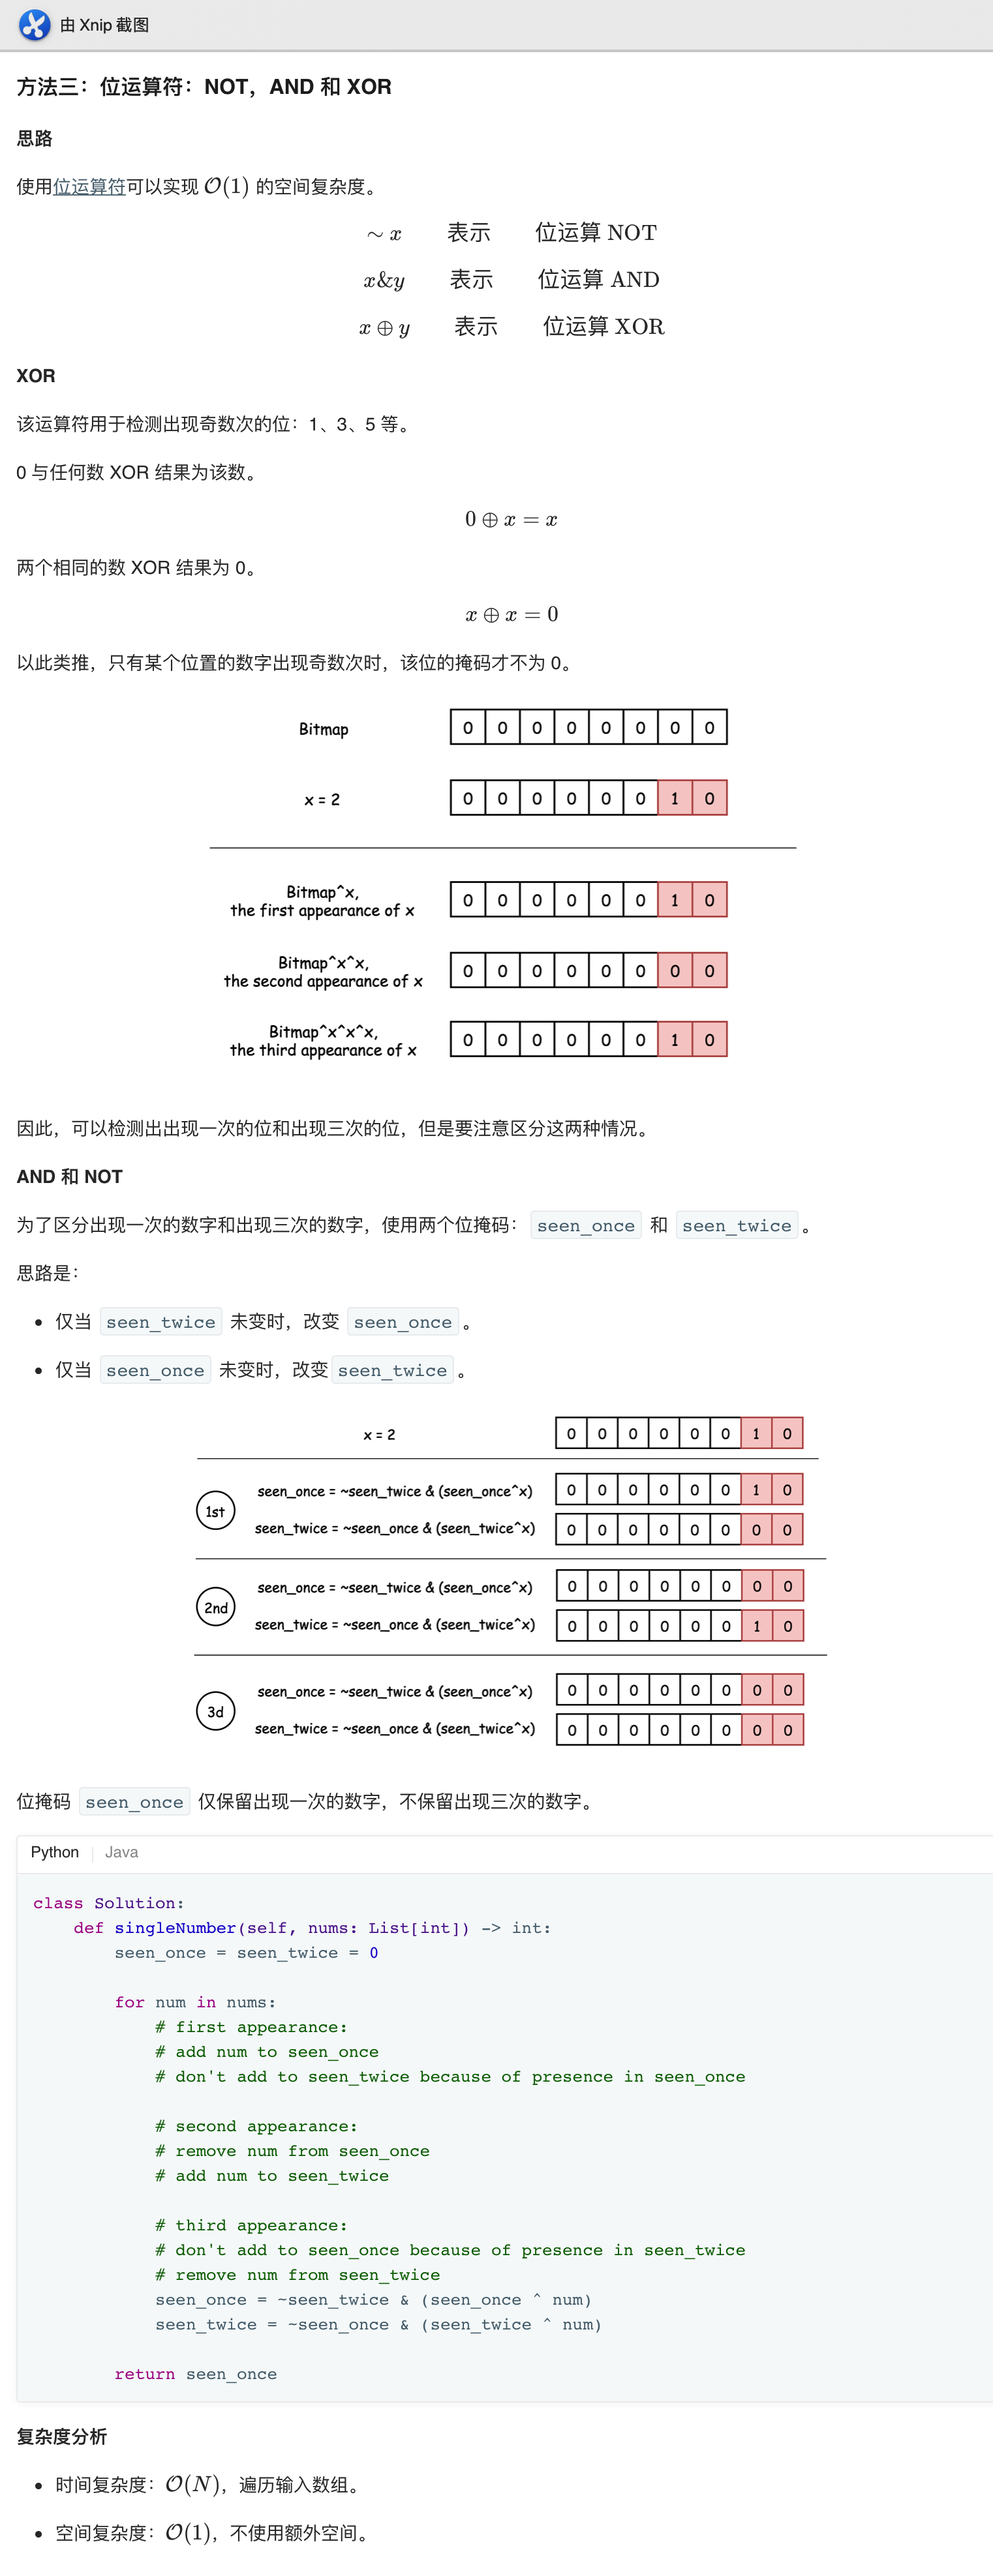 由 Xnip 截图
方法三：位运算符：NOT，AND 和 XOR
思路
使用位运算符可以实现 O(1) 的空间复杂度。
∼ x 表示 位运算 NOT
x&y 表示 位运算 AND
x ⊕ y 表示 位运算 XOR
XOR
该运算符用于检测出现奇数次的位：1、3、5 等。
0 与任何数 XOR 结果为该数。
0 ⊕ x = x
两个相同的数 XOR 结果为 0。
x ⊕ x = 0
以此类推，只有某个位置的数字出现奇数次时，该位的掩码才不为 0。
Bitmap 0 0 0 0 0 0 0 0
x = 2 0 0 0 0 0 0 1 0
Bitmap^x,
the first appearance of x 0 0 0 0 0 0 1 0
Bitmap^x^x,
the second appearance of x 0 0 0 0 0 0 0 0
Bitmap^x^x^x,
the third appearance of x 0 0 0 0 0 0 1 0
因此，可以检测出出现一次的位和出现三次的位，但是要注意区分这两种情况。
AND 和 NOT
为了区分出现一次的数字和出现三次的数字，使用两个位掩码： seen_once 和 seen_twice 。
思路是：
• 仅当 seen_twice 未变时，改变 seen_once 。
• 仅当 seen_once 未变时，改变 seen_twice 。
x = 2 0 0 0 0 0 0 1 0
1st
seen_once = ~seen_twice & (seen_once^x) 0 0 0 0 0 0 1 0
seen_twice = ~seen_once & (seen_twice^x) 0 0 0 0 0 0 0 0
2nd
seen_once = ~seen_twice & (seen_once^x) 0 0 0 0 0 0 0 0
seen_twice = ~seen_once & (seen_twice^x) 0 0 0 0 0 0 1 0
3d
seen_once = ~seen_twice & (seen_once^x) 0 0 0 0 0 0 0 0
seen_twice = ~seen_once & (seen_twice^x) 0 0 0 0 0 0 0 0
位掩码 seen_once 仅保留出现一次的数字，不保留出现三次的数字。
Python | Java
class Solution:
    def singleNumber(self, nums: List[int]) -> int:
        seen_once = seen_twice = 0
        for num in nums:
            # first appearance:
            # add num to seen_once
            # don't add to seen_twice because of presence in seen_once
            # second appearance:
            # remove num from seen_once
            # add num to seen_twice
            # third appearance:
            # don't add to seen_once because of presence in seen_twice
            # remove num from seen_twice
            seen_once = ~seen_twice & (seen_once ^ num)
            seen_twice = ~seen_once & (seen_twice ^ num)
        return seen_once
复杂度分析
• 时间复杂度：O(N)，遍历输入数组。
• 空间复杂度：O(1)，不使用额外空间。